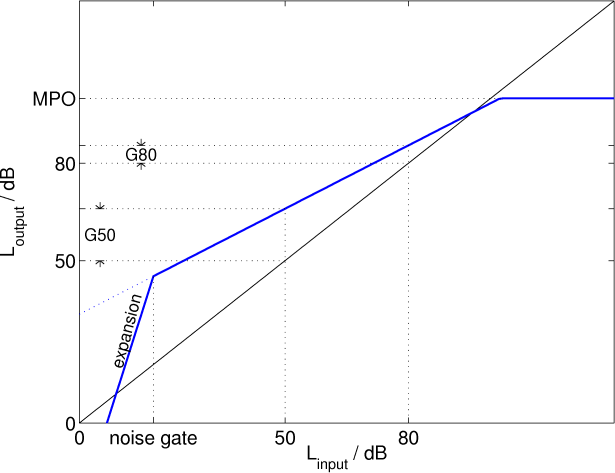 MPO
G80
80
L_output / dB
G50
50
expansion
0
0 noise gate 50 80
L_input / dB